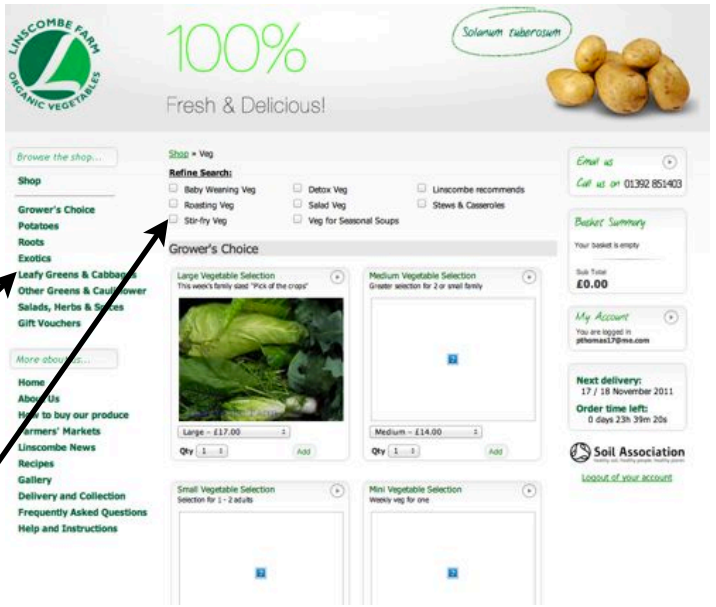 LINSCOMBE FARM
ORGANIC VEGETABLES
100%
Fresh & Delicious!
Solanum tuberosum
Browse the shop...
Shop
Grower's Choice
Potatoes
Roots
Exotics
Leafy Greens & Cabbages
Other Greens & Cauliflower
Salads, Herbs & Spices
Gift Vouchers
More about us...
Home
About Us
How to buy our produce
Farmers' Markets
Linscombe News
Recipes
Gallery
Delivery and Collection
Frequently Asked Questions
Help and Instructions
Shop » Veg
Refine Search:
Baby Weaning Veg
Detox Veg
Linscombe recommends
Roasting Veg
Salad Veg
Stews & Casseroles
Stir-fry Veg
Veg for Seasonal Soups
Grower's Choice
Large Vegetable Selection
This week's family sized "Pick of the crops"
Large - £17.00
Qty 1
Add
Medium Vegetable Selection
Greater selection for 2 or small family
?
Medium - £14.00
Qty 1
Add
Small Vegetable Selection
Selection for 1 - 2 adults
?
Mini Vegetable Selection
Weekly veg for one
?
Email us
Call us on 01392 851403
Basket Summary
Your basket is empty
Sub Total
£0.00
My Account
You are logged in
pthomas17@me.com
Next delivery:
17 / 18 November 2011
Order time left:
0 days 23h 39m 20s
Soil Association
healthy soil, healthy people, healthy planet
Logout of your account